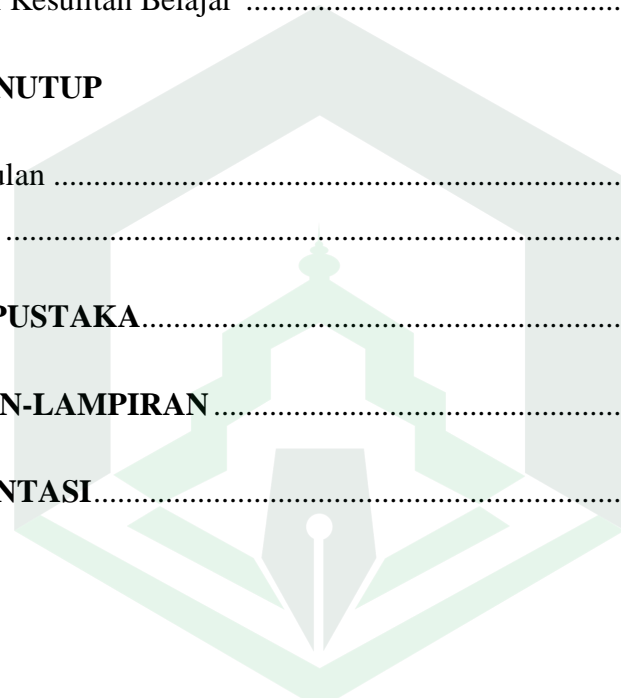 Kesulitan Belajar ....................................................
NUTUP
ulan ....................................................................................
............................................................................................
PUSTAKA......................................................................
N-LAMPIRAN...........................................................
NTASI............................................................................